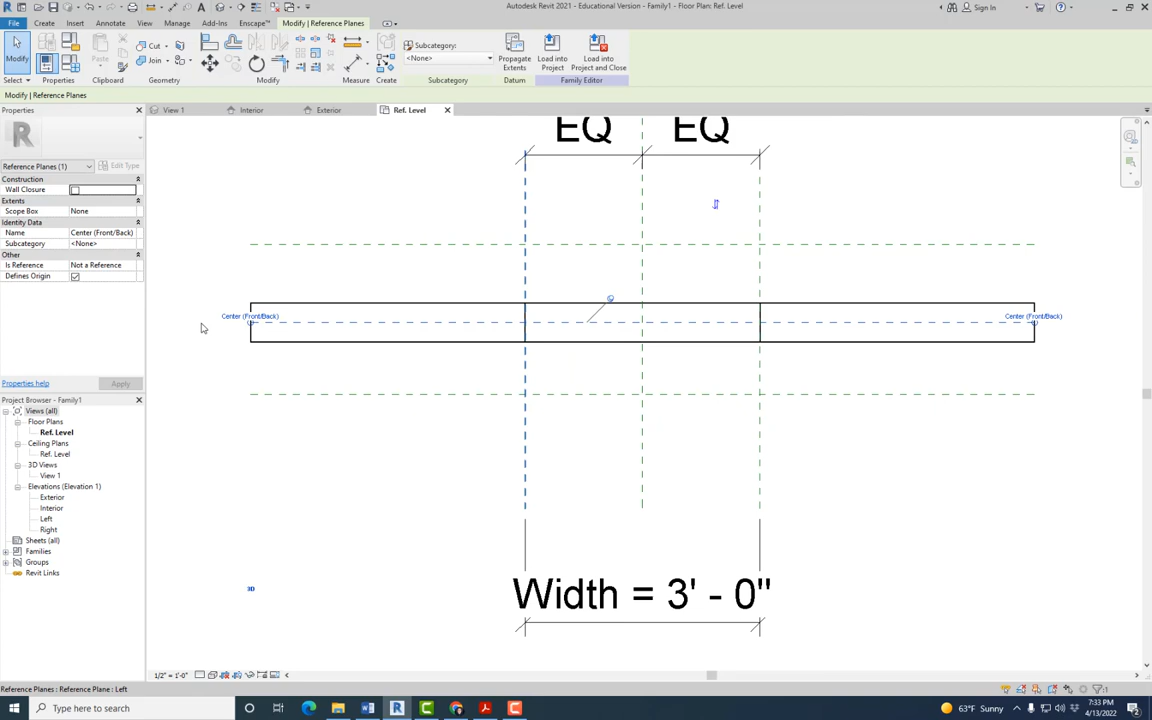 Autodesk Revit 2021 - Educational Version - Family1 - Floor Plan: Ref. Level
Sign In
File Create Insert Annotate View Manage Add-Ins Enscape™ Modify | Reference Planes
Modify
Paste
Cut
Join
Subcategory:
<None>
Propagate Extents
Load into Project
Load into Project and Close
Select Properties Clipboard Geometry Modify Measure Create Subcategory Datum Family Editor
Modify | Reference Planes
Properties
View 1 Interior Exterior Ref. Level
Reference Planes (1) Edit Type
Construction
Wall Closure
Extents
Scope Box None
Identity Data
Name Center (Front/Back)
Subcategory <None>
Other
Is Reference Not a Reference
Defines Origin
Properties help Apply
Project Browser - Family1
Views (all)
Floor Plans
Ref. Level
Ceiling Plans
Ref. Level
3D Views
View 1
Elevations (Elevation 1)
Exterior
Interior
Left
Right
Sheets (all)
Families
Groups
Revit Links
EQ EQ
Center (Front/Back) Center (Front/Back)
3D
Width = 3' - 0"
1/2" = 1'-0"
Reference Planes : Reference Plane : Left
Type here to search
63°F Sunny
7:33 PM
4/13/2022